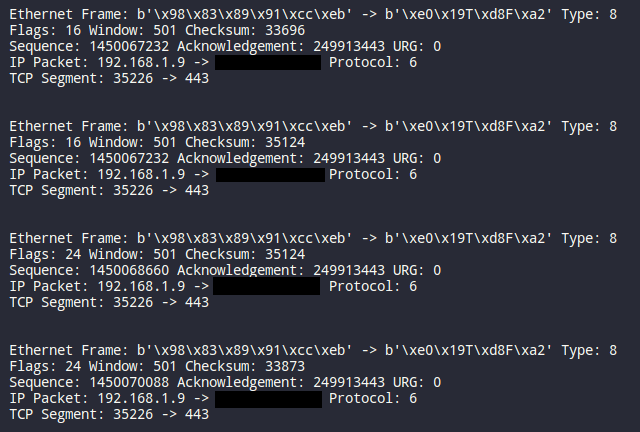 Ethernet Frame: b'\x98\x83\x89\x91\xcc\xeb' -> b'\xe0\x19T\xd8F\xa2' Type: 8
Flags: 16 Window: 501 Checksum: 33696
Sequence: 1450067232 Acknowledgement: 249913443 URG: 0
IP Packet: 192.168.1.9 -> Protocol: 6
TCP Segment: 35226 -> 443
Ethernet Frame: b'\x98\x83\x89\x91\xcc\xeb' -> b'\xe0\x19T\xd8F\xa2' Type: 8
Flags: 16 Window: 501 Checksum: 35124
Sequence: 1450067232 Acknowledgement: 249913443 URG: 0
IP Packet: 192.168.1.9 -> Protocol: 6
TCP Segment: 35226 -> 443
Ethernet Frame: b'\x98\x83\x89\x91\xcc\xeb' -> b'\xe0\x19T\xd8F\xa2' Type: 8
Flags: 24 Window: 501 Checksum: 35124
Sequence: 1450068660 Acknowledgement: 249913443 URG: 0
IP Packet: 192.168.1.9 -> Protocol: 6
TCP Segment: 35226 -> 443
Ethernet Frame: b'\x98\x83\x89\x91\xcc\xeb' -> b'\xe0\x19T\xd8F\xa2' Type: 8
Flags: 24 Window: 501 Checksum: 33873
Sequence: 1450070088 Acknowledgement: 249913443 URG: 0
IP Packet: 192.168.1.9 -> Protocol: 6
TCP Segment: 35226 -> 443